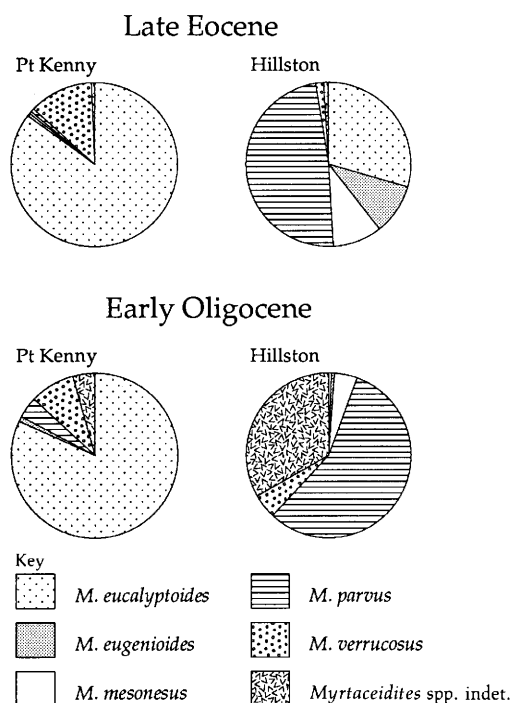 Late Eocene
Pt Kenny Hillston
Early Oligocene
Pt Kenny Hillston
Key
M. eucalyptoides M. parvus
M. eugenioides M. verrucosus
M. mesonesus Myrtaceidites spp. indet.